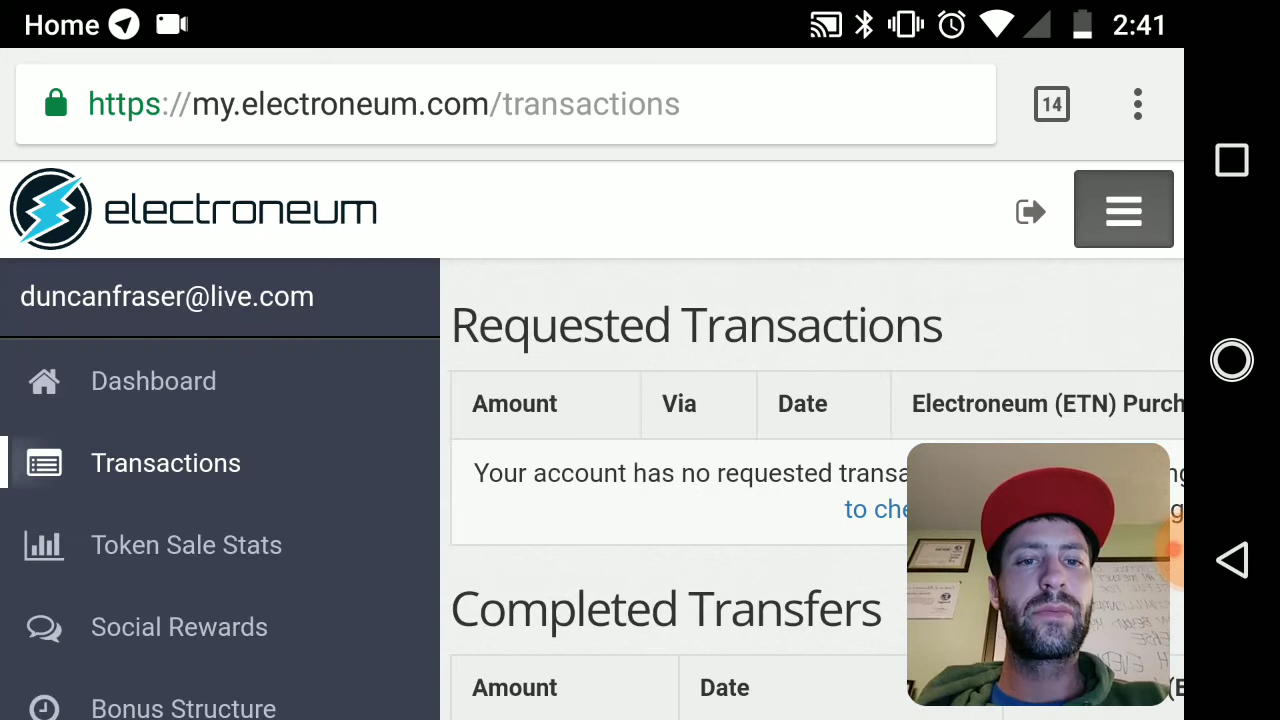 Home
2:41
https://my.electroneum.com/transactions
14
electroneum
duncanfraser@live.com
Dashboard
Transactions
Token Sale Stats
Social Rewards
Bonus Structure
Requested Transactions
Amount Via Date Electroneum (ETN) Purch
Your account has no requested transa
to che
Completed Transfers
Amount Date